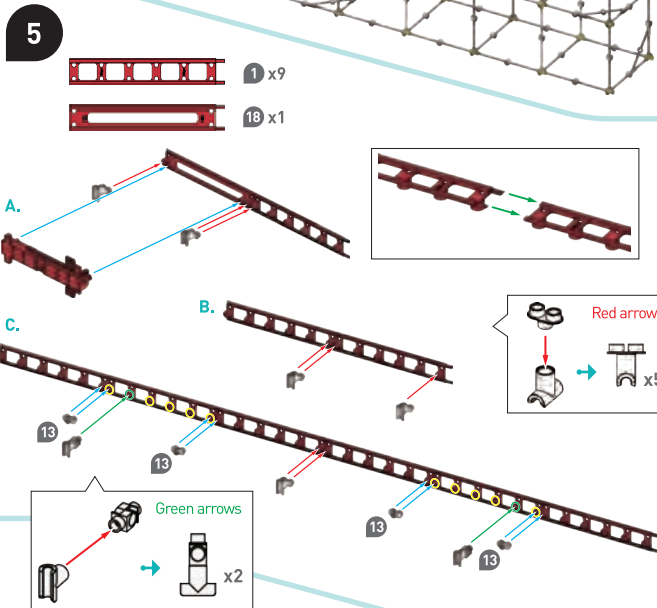 5
1 x9
18 x1
A.
B.
Red arrow
x5
C.
13
13
13
13
Green arrows
x2